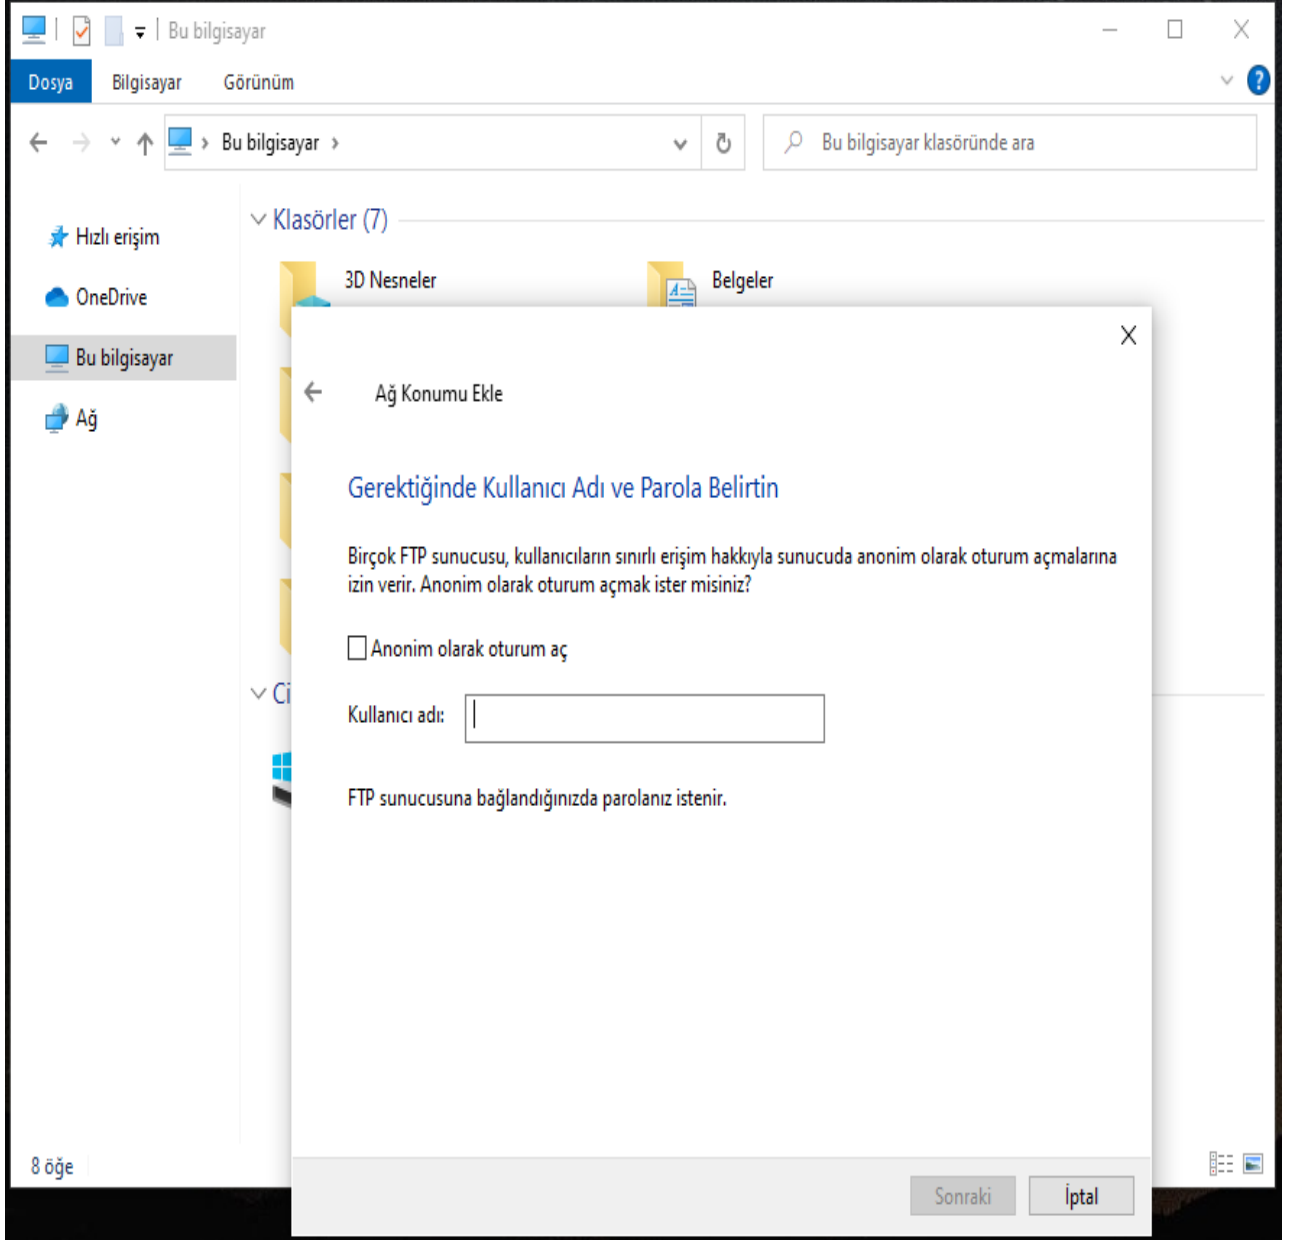 Bu bilgisayar
Dosya
Bilgisayar
Görünüm
Bu bilgisayar
Bu bilgisayar klasöründe ara
Hızlı erişim
OneDrive
Bu bilgisayar
Ağ
Klasörler (7)
3D Nesneler
Belgeler
Ci
Ağ Konumu Ekle
Gerektiğinde Kullanıcı Adı ve Parola Belirtin
Birçok FTP sunucusu, kullanıcıların sınırlı erişim hakkıyla sunucuda anonim olarak oturum açmalarına
izin verir. Anonim olarak oturum açmak ister misiniz?
Anonim olarak oturum aç
Kullanıcı adı:
FTP sunucusuna bağlandığınızda parolanız istenir.
Sonraki
İptal
8 öğe